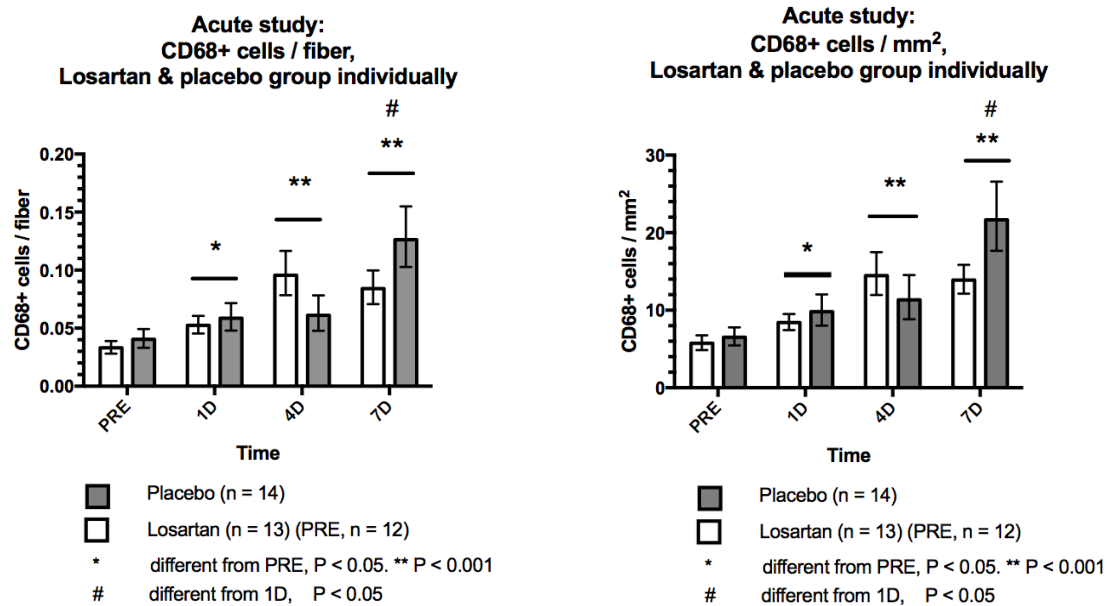 Acute study:
CD68+ cells / fiber,
Losartan & placebo group individually
#
**
**
*
0.20
0.15
0.10
0.05
0.00
CD68+ cells / fiber
PRE
1D
4D
7D
Time
Placebo (n = 14)
Losartan (n = 13) (PRE, n = 12)
* different from PRE, P < 0.05. ** P < 0.001
# different from 1D, P < 0.05
Acute study:
CD68+ cells / mm²,
Losartan & placebo group individually
#
**
**
*
30
20
10
0
CD68+ cells / mm²
PRE
1D
4D
7D
Time
Placebo (n = 14)
Losartan (n = 13) (PRE, n = 12)
* different from PRE, P < 0.05. ** P < 0.001
# different from 1D, P < 0.05